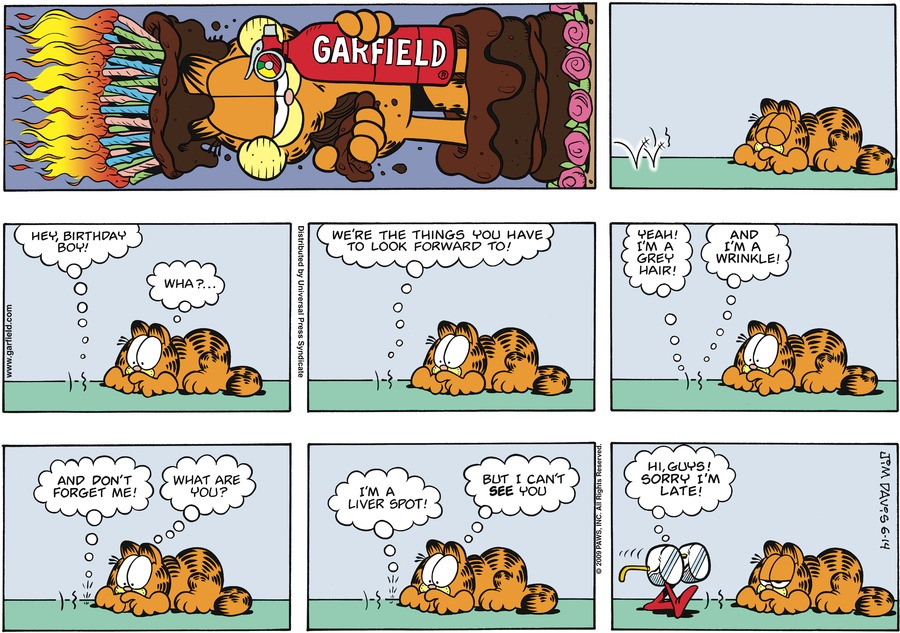 GARFIELD
®
HEY, BIRTHDAY
BOY!
WHA?...
www.garfield.com
Distributed by Universal Press Syndicate
WE'RE THE THINGS YOU HAVE
TO LOOK FORWARD TO!
YEAH!
I'M A
GREY
HAIR!
AND
I'M A
WRINKLE!
AND DON'T
FORGET ME!
WHAT ARE
YOU?
I'M A
LIVER SPOT!
BUT I CAN'T
SEE YOU
© 2009 PAWS, INC. All Rights Reserved.
HI, GUYS!
SORRY I'M
LATE!
JIM DAVIS 6-14